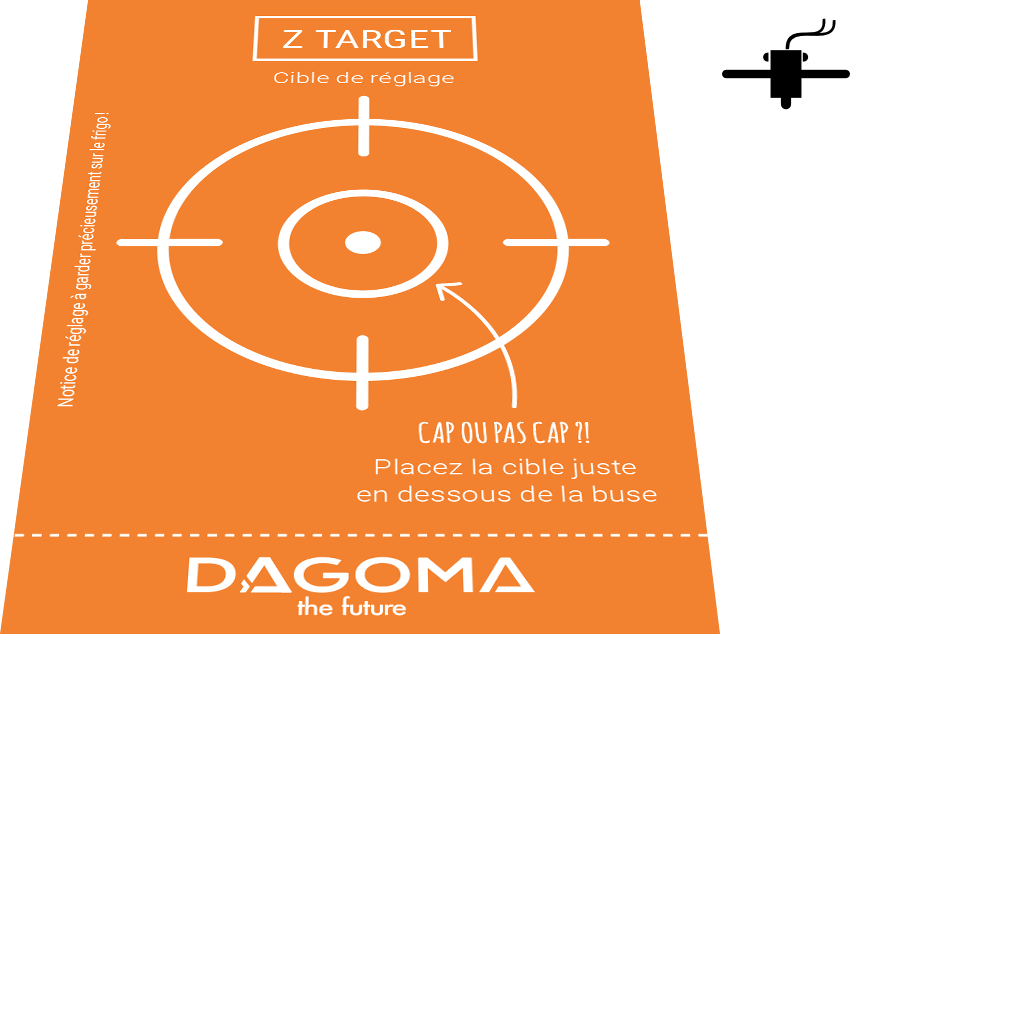 Z TARGET
Cible de réglage
Notice de réglage à garder précieusement sur le frigo !
CAP OU PAS CAP ?!
Placez la cible juste
en dessous de la buse
DAGOMA
the future